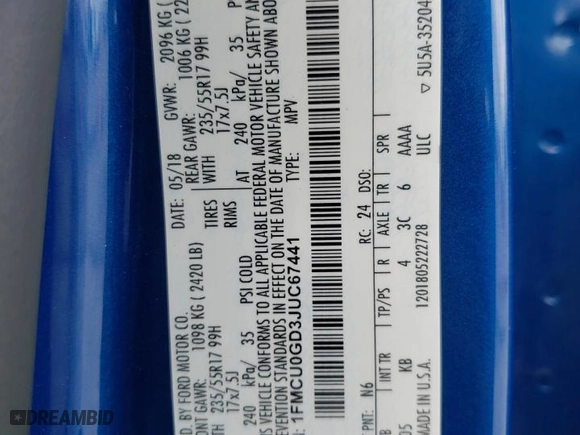 D. BY FORD MOTOR CO. DATE: 05/18 GVWR: 2096 KG (
NT GAWR: 1098 KG ( 2420 LB) REAR GAWR: 1006 KG ( 22
TH 235/55R17 99H TIRES WITH 235/55R17 99H
17x7.5J RIMS 17x7.5J
240 kPa/ 35 PSI COLD AT 240 kPa/ 35 P
S VEHICLE CONFORMS TO ALL APPLICABLE FEDERAL MOTOR VEHICLE SAFETY AN
EVENTION STANDARDS IN EFFECT ON THE DATE OF MANUFACTURE SHOWN ABO
: 1FMCU0GD3JUC67441 TYPE: MPV
PNT: N6 RC: 24 DSO:
B INT TR TP/PS R AXLE TR SPR
05 KB 4 3C 6 AAAA
ULC
MADE IN U.S.A. 1201805222728 5U5A-35204
DREAMBID